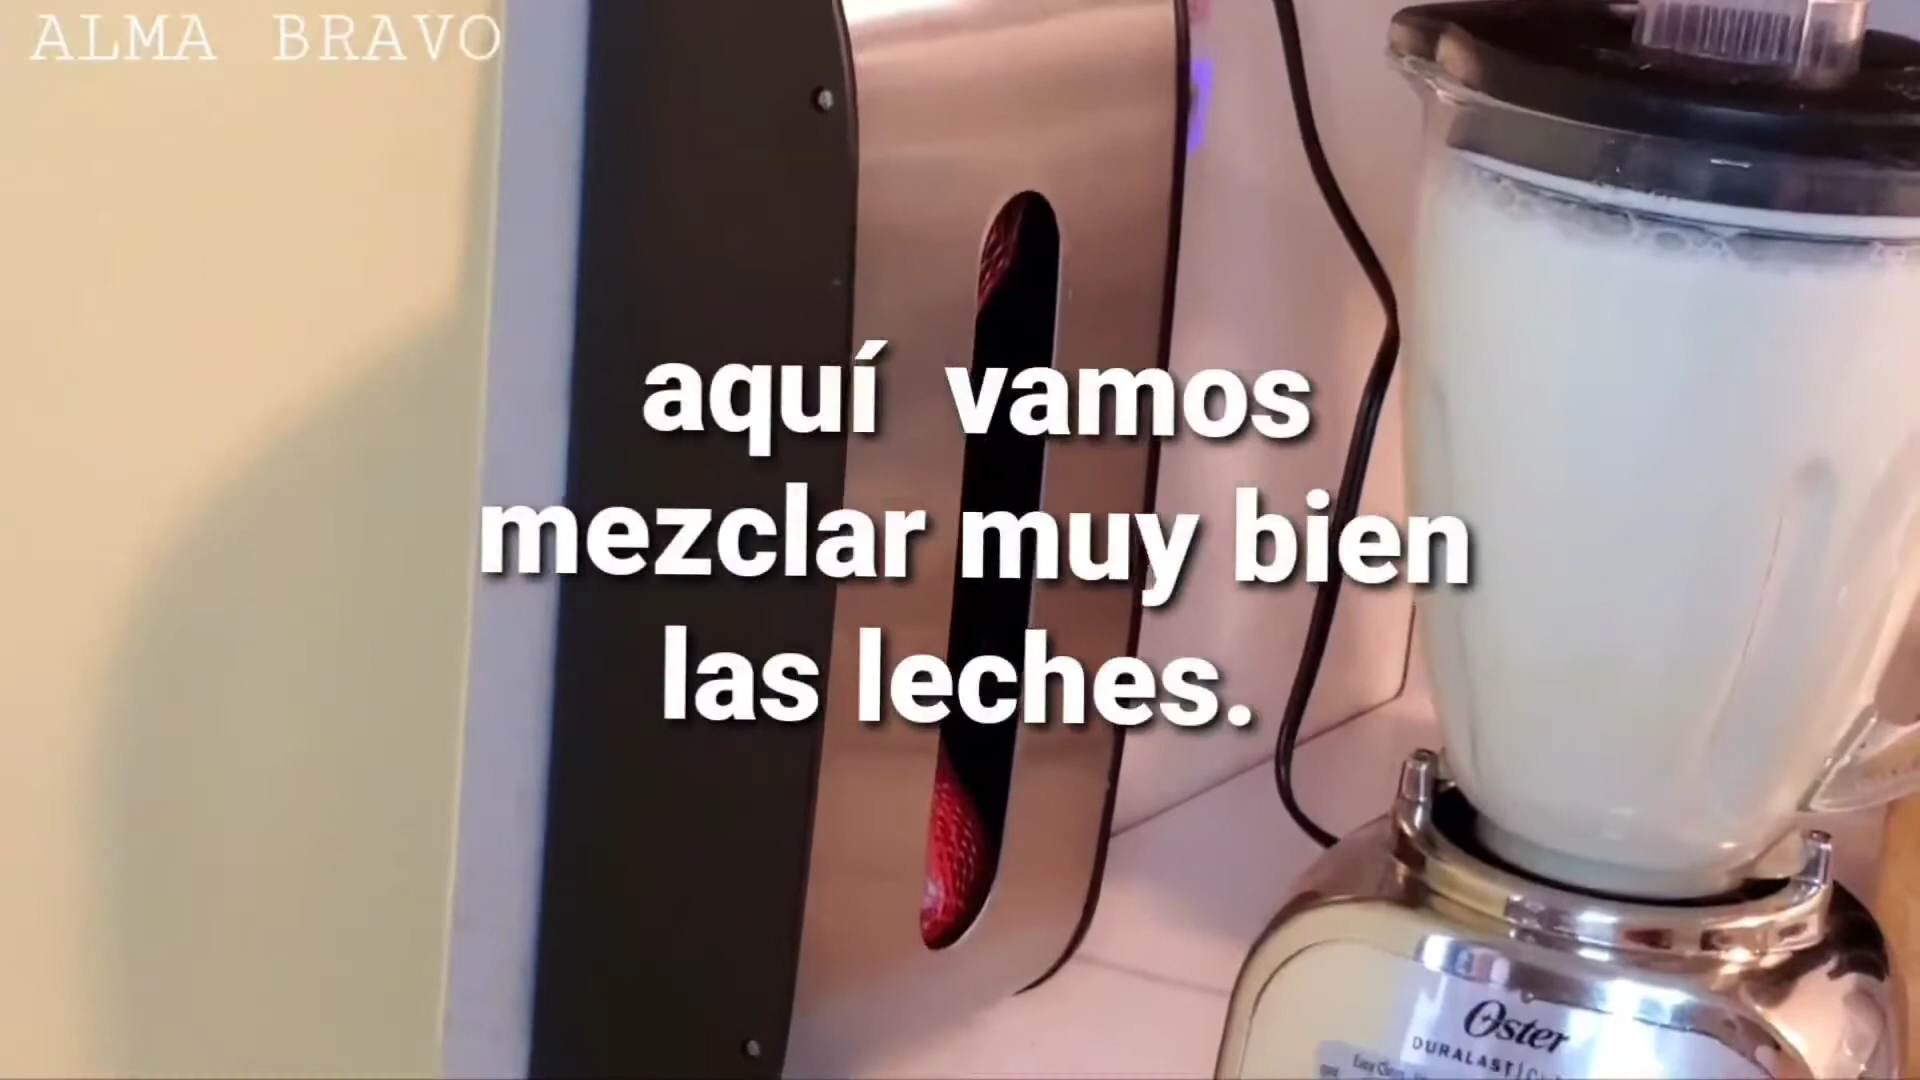 ALMA BRAVO
aquí vamos
mezclar muy bien
las leches.
Oster
DURALAST